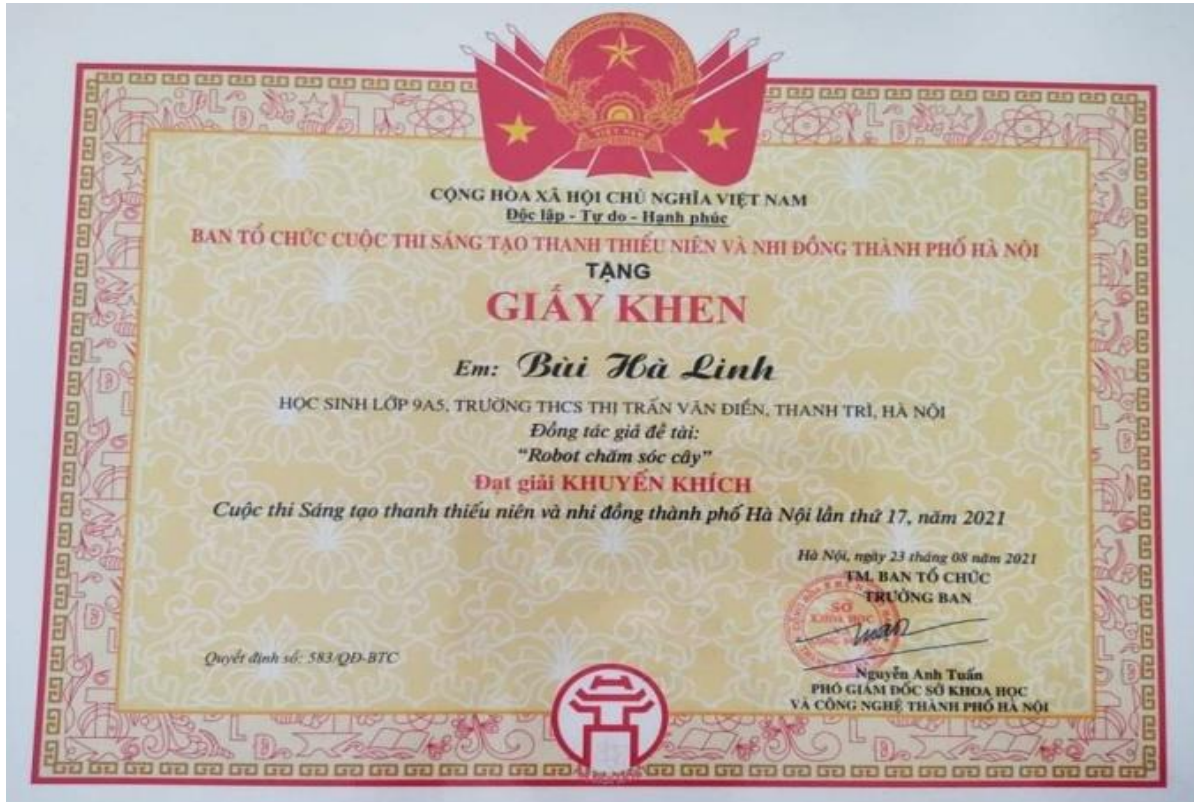 VIỆT NAM
CỘNG HÒA XÃ HỘI CHỦ NGHĨA VIỆT NAM
Độc lập - Tự do - Hạnh phúc
BAN TỔ CHỨC CUỘC THI SÁNG TẠO THANH THIẾU NIÊN VÀ NHI ĐỒNG THÀNH PHỐ HÀ NỘI
TẶNG
GIẤY KHEN
Em: Bùi Hà Linh
HỌC SINH LỚP 9A5, TRƯỜNG THCS THỊ TRẤN VĂN ĐIỂN, THANH TRÌ, HÀ NỘI
Đồng tác giả đề tài:
"Robot chăm sóc cây"
Đạt giải KHUYẾN KHÍCH
Cuộc thi Sáng tạo thanh thiếu niên và nhi đồng thành phố Hà Nội lần thứ 17, năm 2021
Hà Nội, ngày 23 tháng 08 năm 2021
TM. BAN TỔ CHỨC
TRƯỞNG BAN
SỞ
KHOA HỌC
Nguyễn Anh Tuấn
PHÓ GIÁM ĐỐC SỞ KHOA HỌC
VÀ CÔNG NGHỆ THÀNH PHỐ HÀ NỘI
Quyết định số: 583/QĐ-BTC